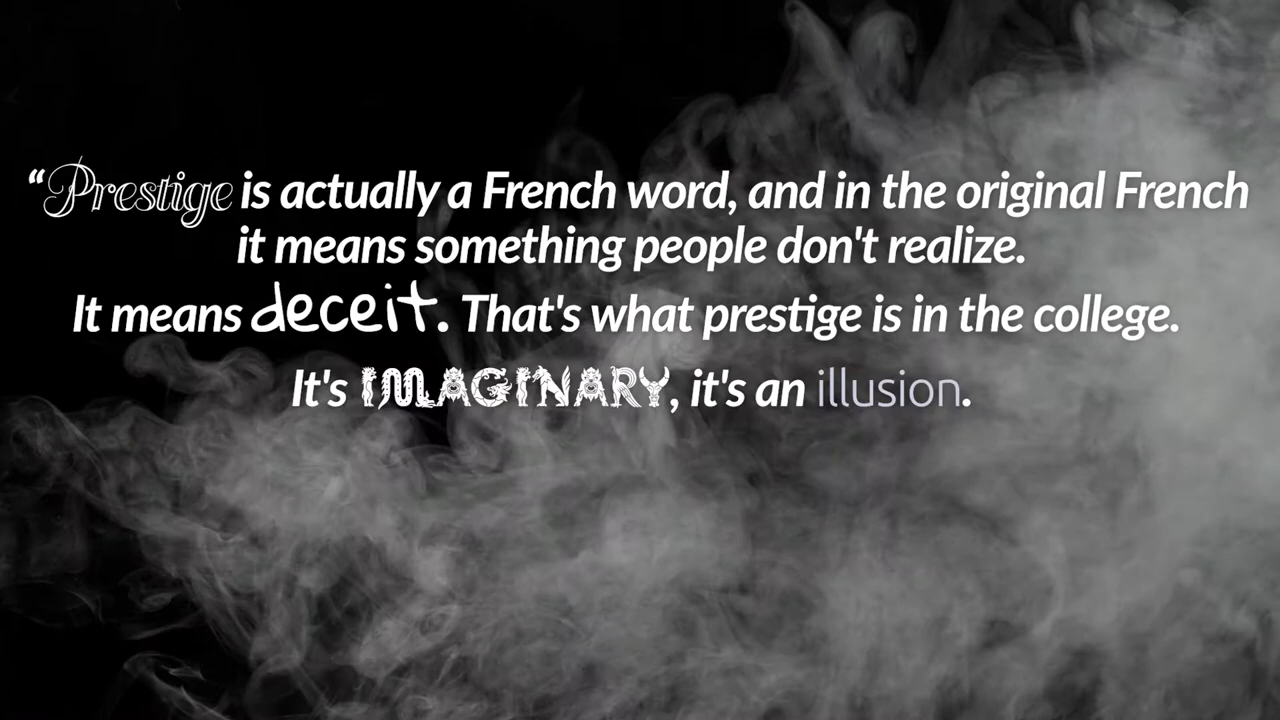 “Prestige is actually a French word, and in the original French
it means something people don't realize.
It means deceit. That's what prestige is in the college.
It's IMAGINARY, it's an illusion.